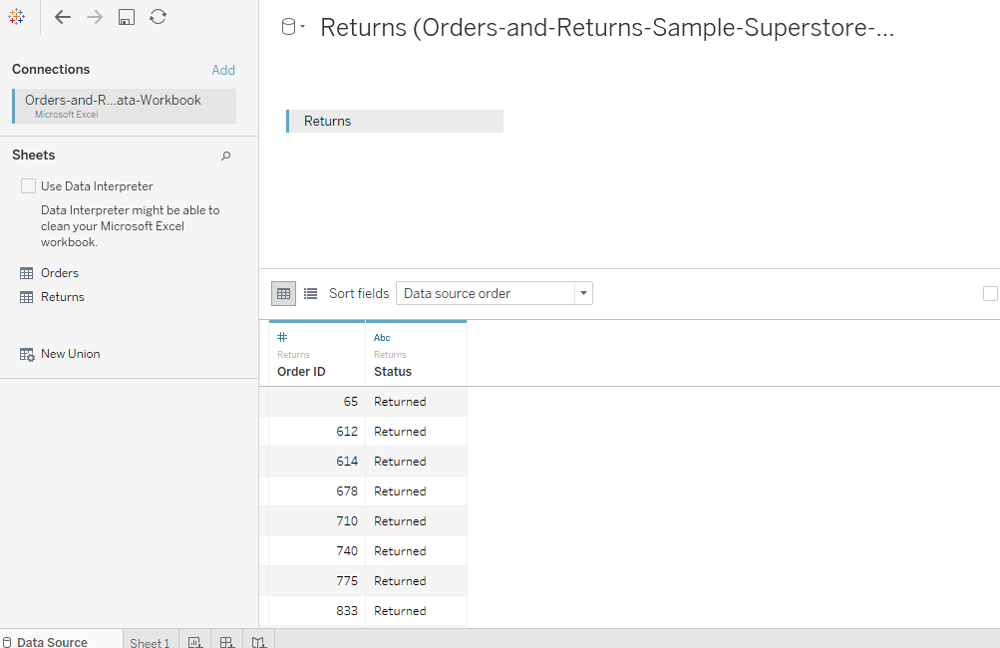 Returns (Orders-and-Returns-Sample-Superstore-...
Connections
Add
Orders-and-R...ata-Workbook
Microsoft Excel
Returns
Sheets
Use Data Interpreter
Data Interpreter might be able to
clean your Microsoft Excel
workbook.
Orders
Returns
New Union
Sort fields
Data source order
#
Abc
Returns
Returns
Order ID
Status
65 Returned
612 Returned
614 Returned
678 Returned
710 Returned
740 Returned
775 Returned
833 Returned
Data Source
Sheet 1